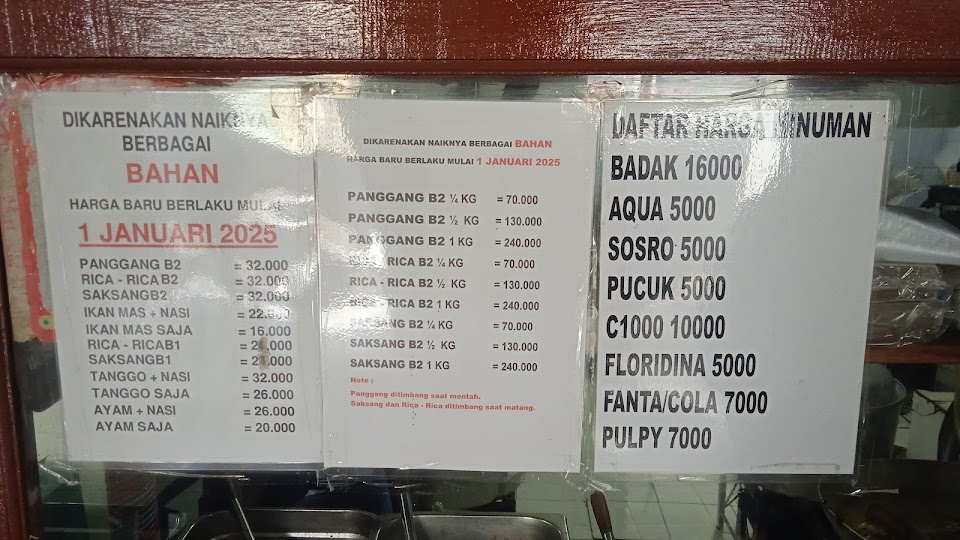 DIKARENAKAN NAIKNYA
BERBAGAI
BAHAN
HARGA BARU BERLAKU MULAI
1 JANUARI 2025
PANGGANG B2 = 32.000
RICA - RICA B2 = 32.000
SAKSANGB2 = 32.000
IKAN MAS + NASI = 22.000
IKAN MAS SAJA = 16.000
RICA - RICAB1
SAKSANGB1
TANGGO + NASI = 32.000
TANGGO SAJA = 26.000
AYAM + NASI = 26.000
AYAM SAJA = 20.000
DIKARENAKAN NAIKNYA BERBEGAI BAHAN
HARGA BARU BERLAKU MULAI 1 JANUARI 2025
PANGGANG B2 ¼ KG = 70.000
PANGGANG B2 ½ KG = 130.000
PANGGANG B2 1 KG = 240.000
RICA - RICA B2 ¼ KG = 70.000
RICA - RICA B2 ½ KG = 130.000
RICA - RICA B2 1 KG = 240.000
SAKSANG B2 ¼ KG = 70.000
SAKSANG B2 ½ KG = 130.000
SAKSANG B2 1 KG = 240.000
Note :
Panggang ditimbang saat mentah.
Saksang dan Rica - Rica ditimbang saat matang.
DAFTAR HARGA MINUMAN
BADAK 16000
AQUA 5000
SOSRO 5000
PUCUK 5000
C1000 10000
FLORIDINA 5000
FANTA/COLA 7000
PULPY 7000